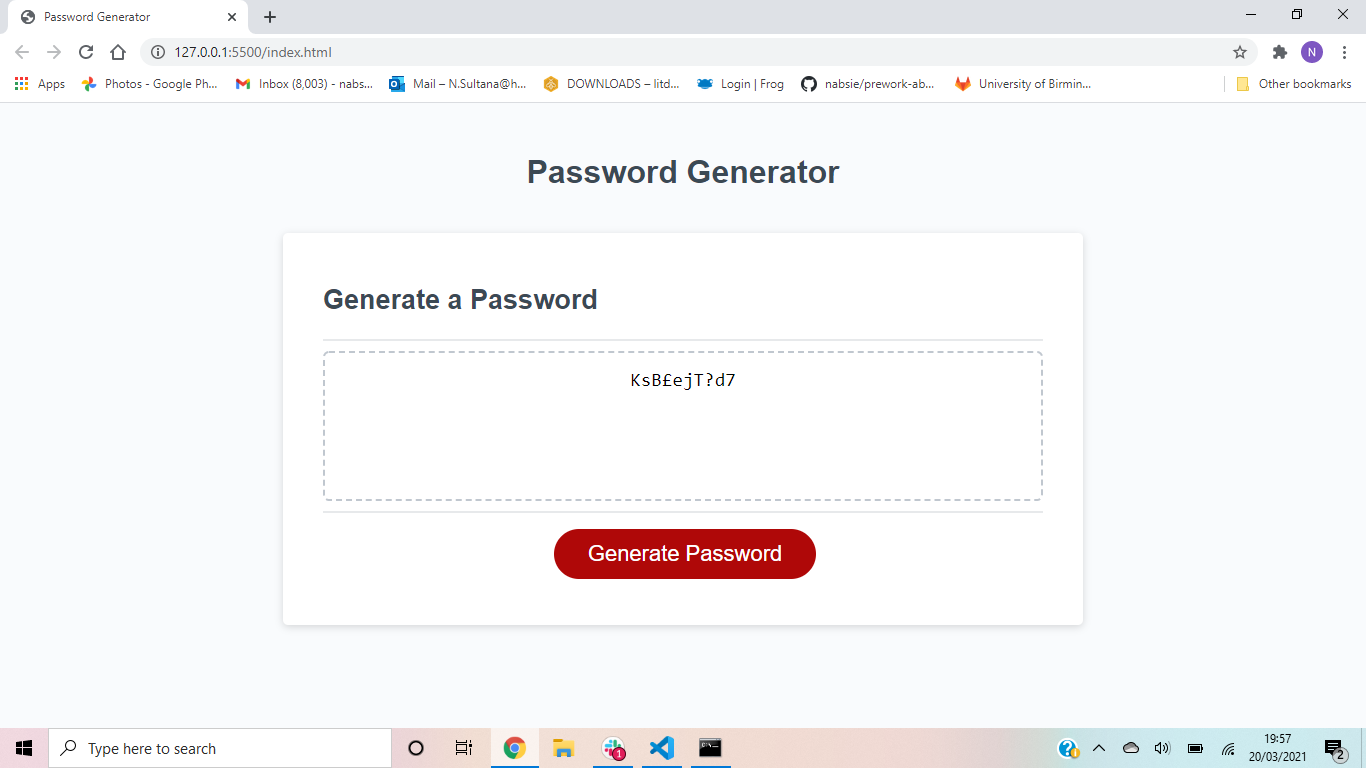 Password Generator
127.0.0.1:5500/index.html
N
Apps
Photos - Google Ph...
Inbox (8,003) - nabs...
Mail – N.Sultana@h...
DOWNLOADS – litd...
Login | Frog
nabsie/prework-ab...
University of Birmin...
Other bookmarks
Password Generator
Generate a Password
KsB£ejT?d7
Generate Password
Type here to search
1
19:57
20/03/2021
2